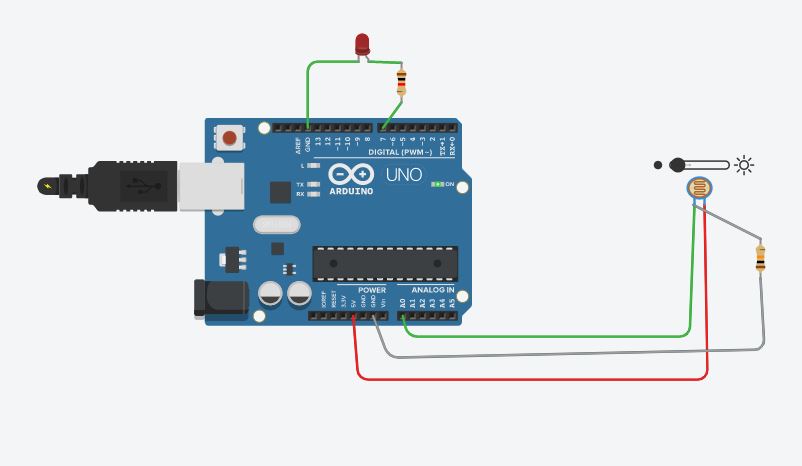 AREF
GND
13
12
~11
~10
~9
8
7
~6
~5
4
~3
2
TX→1
RX←0
DIGITAL (PWM~)
L
TX
RX
ARDUINO
UNO
ON
POWER
ANALOG IN
IOREF
RESET
3.3V
5V
GND
GND
Vin
A0
A1
A2
A3
A4
A5